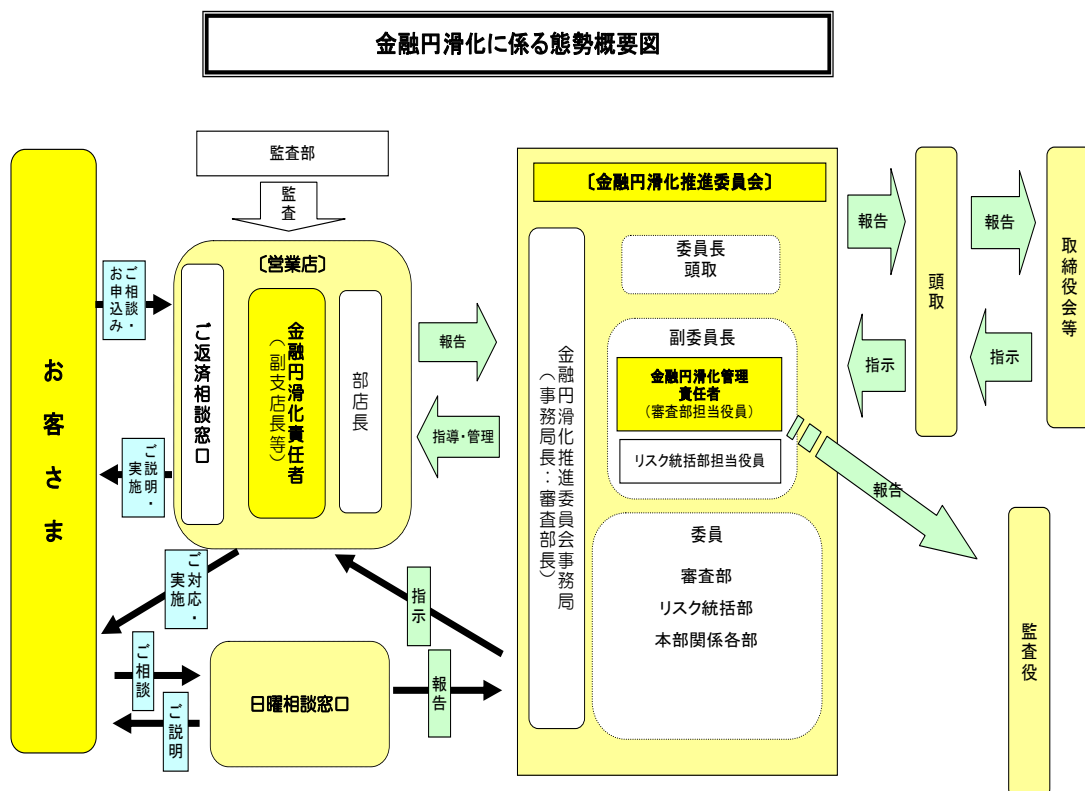 金融円滑化に係る態勢概要図
お客さま
監査部
監査
ご相談・
お申込み
ご説明・
実施
ご対応・
実施
ご相談
ご説明
〔営業店〕
ご返済相談窓口
金融円滑化責任者
（副支店長等）
部店長
報告
指導・管理
指示
日曜相談窓口
報告
〔金融円滑化推進委員会〕
金融円滑化推進委員会事務局
（事務局長：審査部長）
委員長
頭取
副委員長
金融円滑化管理
責任者
（審査部担当役員）
リスク統括部担当役員
委員
審査部
リスク統括部
本部関係各部
報告
指示
頭取
報告
指示
取締役会等
報告
監査役